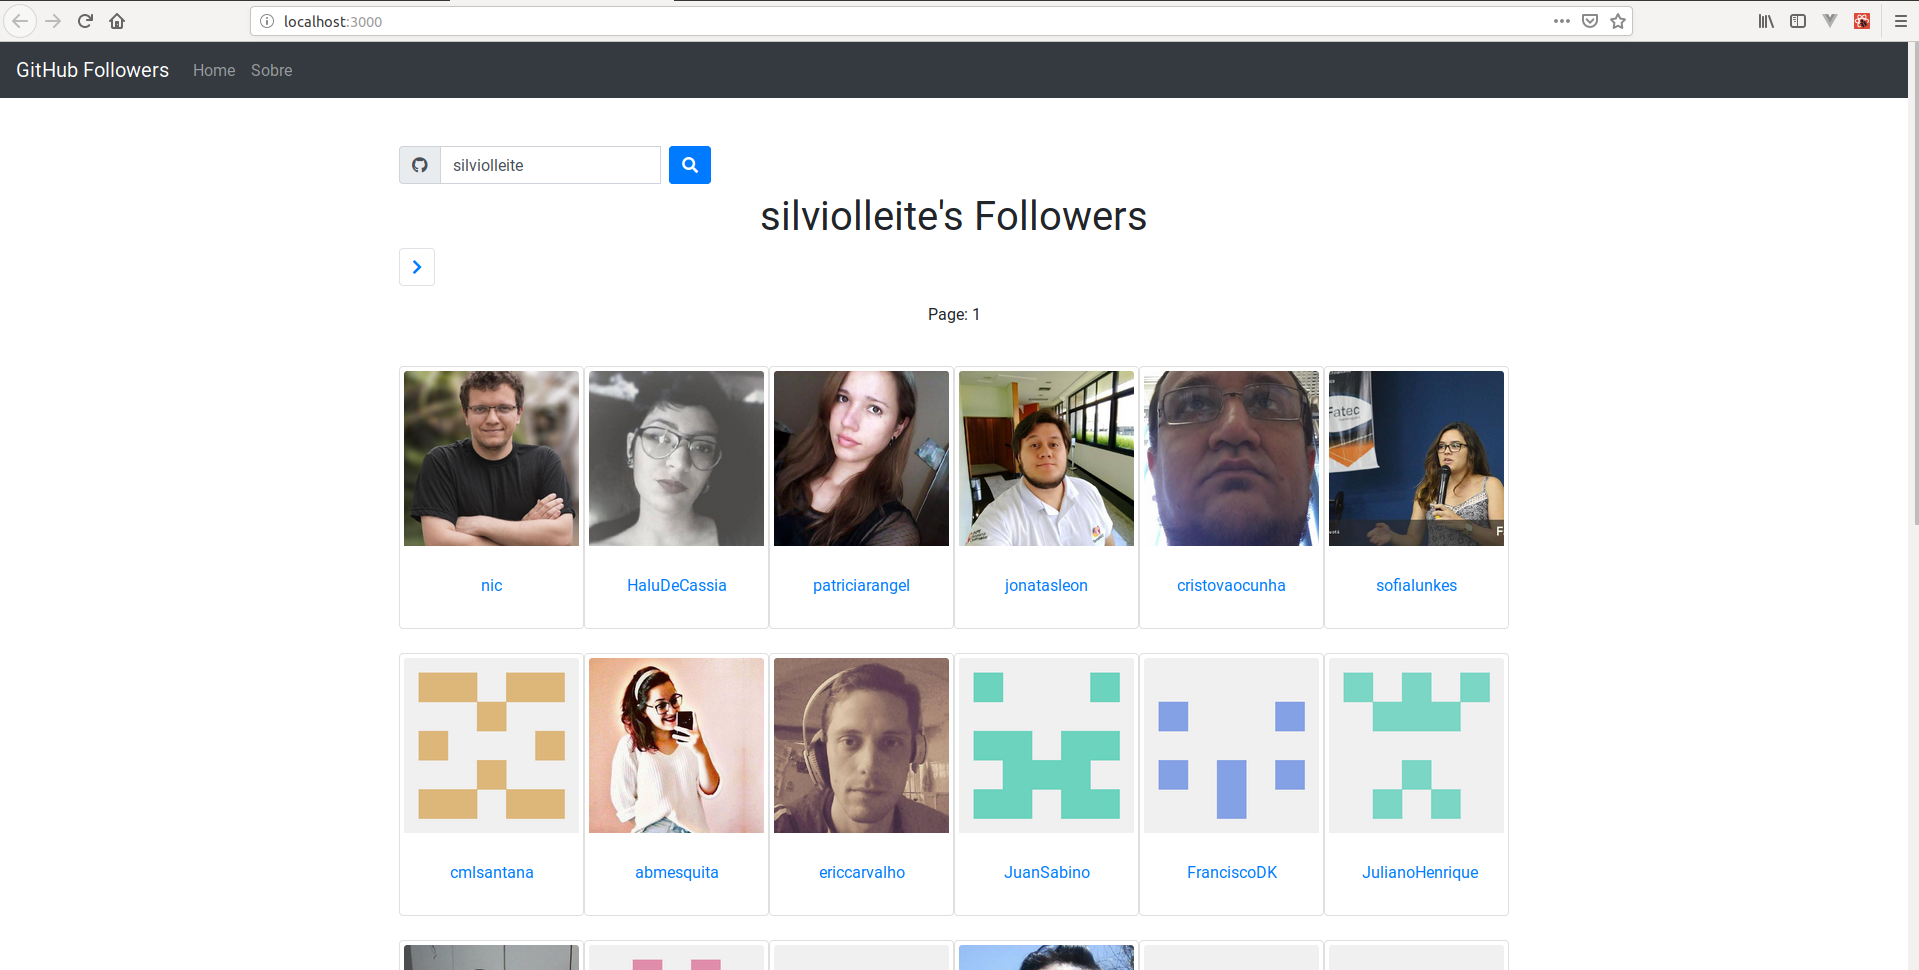 localhost:3000
GitHub Followers Home Sobre
silviolleite
silviolleite's Followers
Page: 1
Fatec
nic HaluDeCassia patriciarangel jonatasleon cristovaocunha sofialunkes
cmlsantana abmesquita ericcarvalho JuanSabino FranciscoDK JulianoHenrique